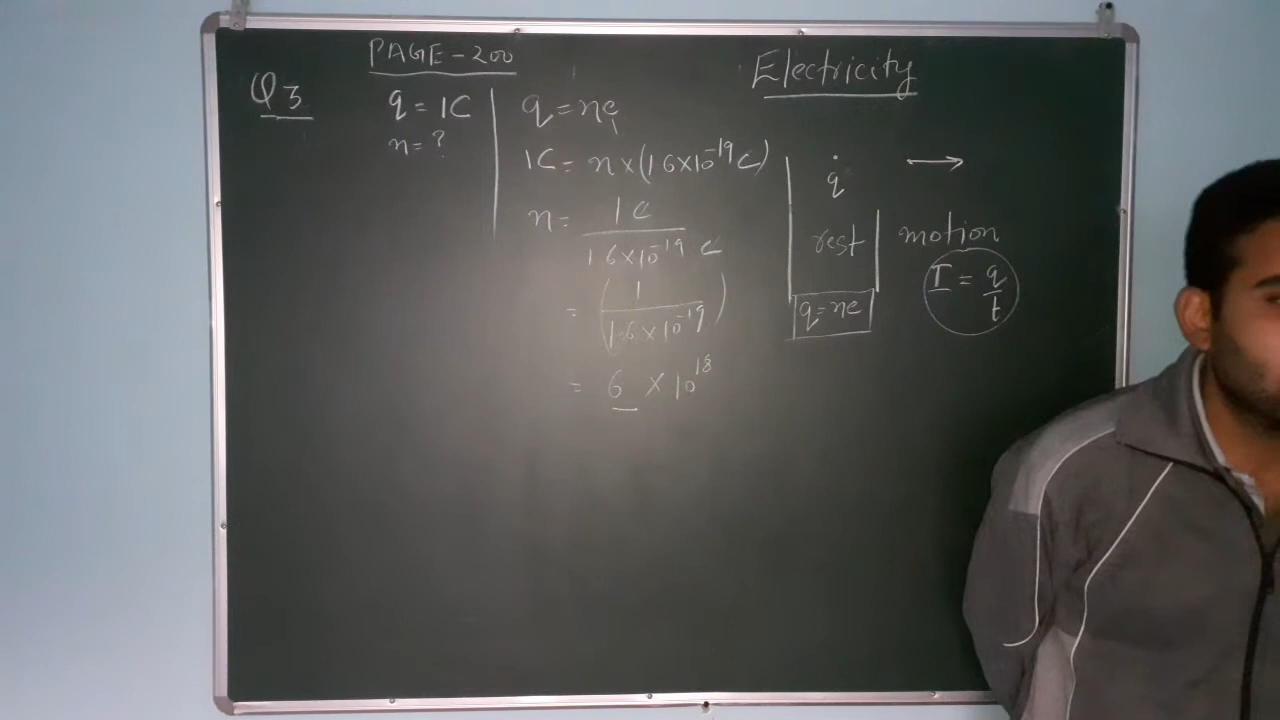 PAGE-200
Q3
q = 1C
n = ?
q = ne
1C = n × (1.6×10⁻¹⁹C)
n = 1C / 1.6×10⁻¹⁹ C
= (1 / 1.6×10⁻¹⁹)
= 6 × 10¹⁸
Electricity
q →
rest motion
q = ne
I = q/t